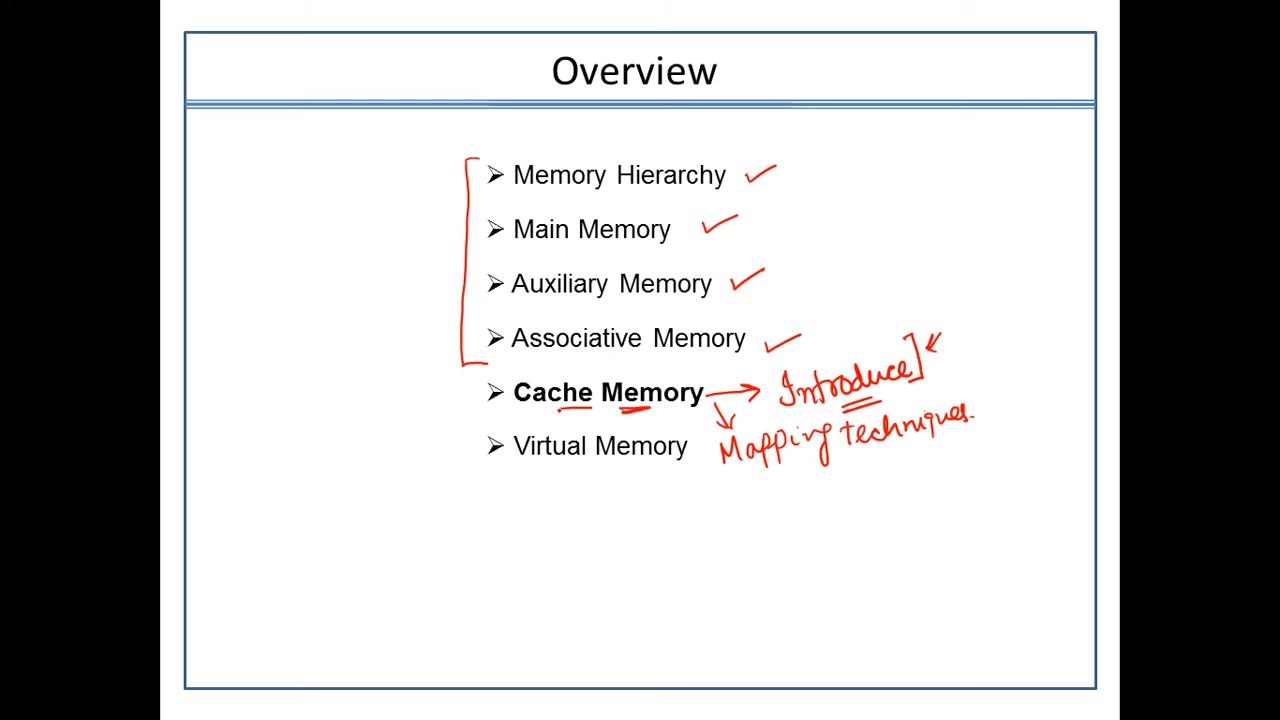 Overview
➢ Memory Hierarchy ✓
➢ Main Memory ✓
➢ Auxiliary Memory ✓
➢ Associative Memory ✓
➢ Cache Memory → Introduce] ←
Mapping techniques.
➢ Virtual Memory